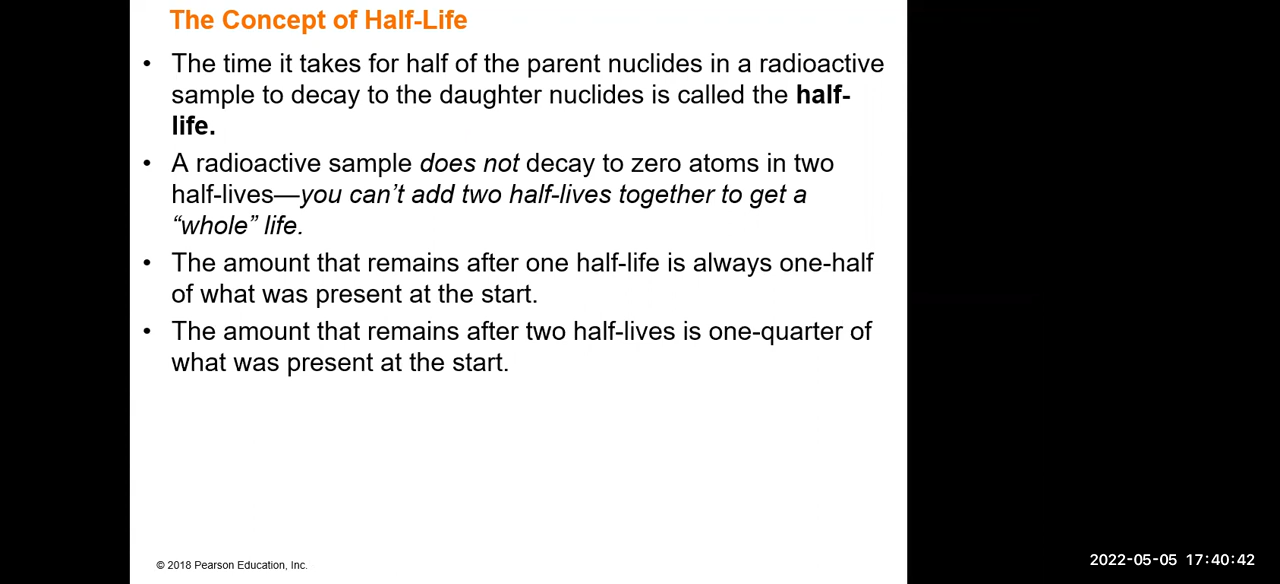 The Concept of Half-Life
• The time it takes for half of the parent nuclides in a radioactive
sample to decay to the daughter nuclides is called the half-
life.
• A radioactive sample does not decay to zero atoms in two
half-lives—you can’t add two half-lives together to get a
“whole” life.
• The amount that remains after one half-life is always one-half
of what was present at the start.
• The amount that remains after two half-lives is one-quarter of
what was present at the start.
© 2018 Pearson Education, Inc.
2022-05-05 17:40:42